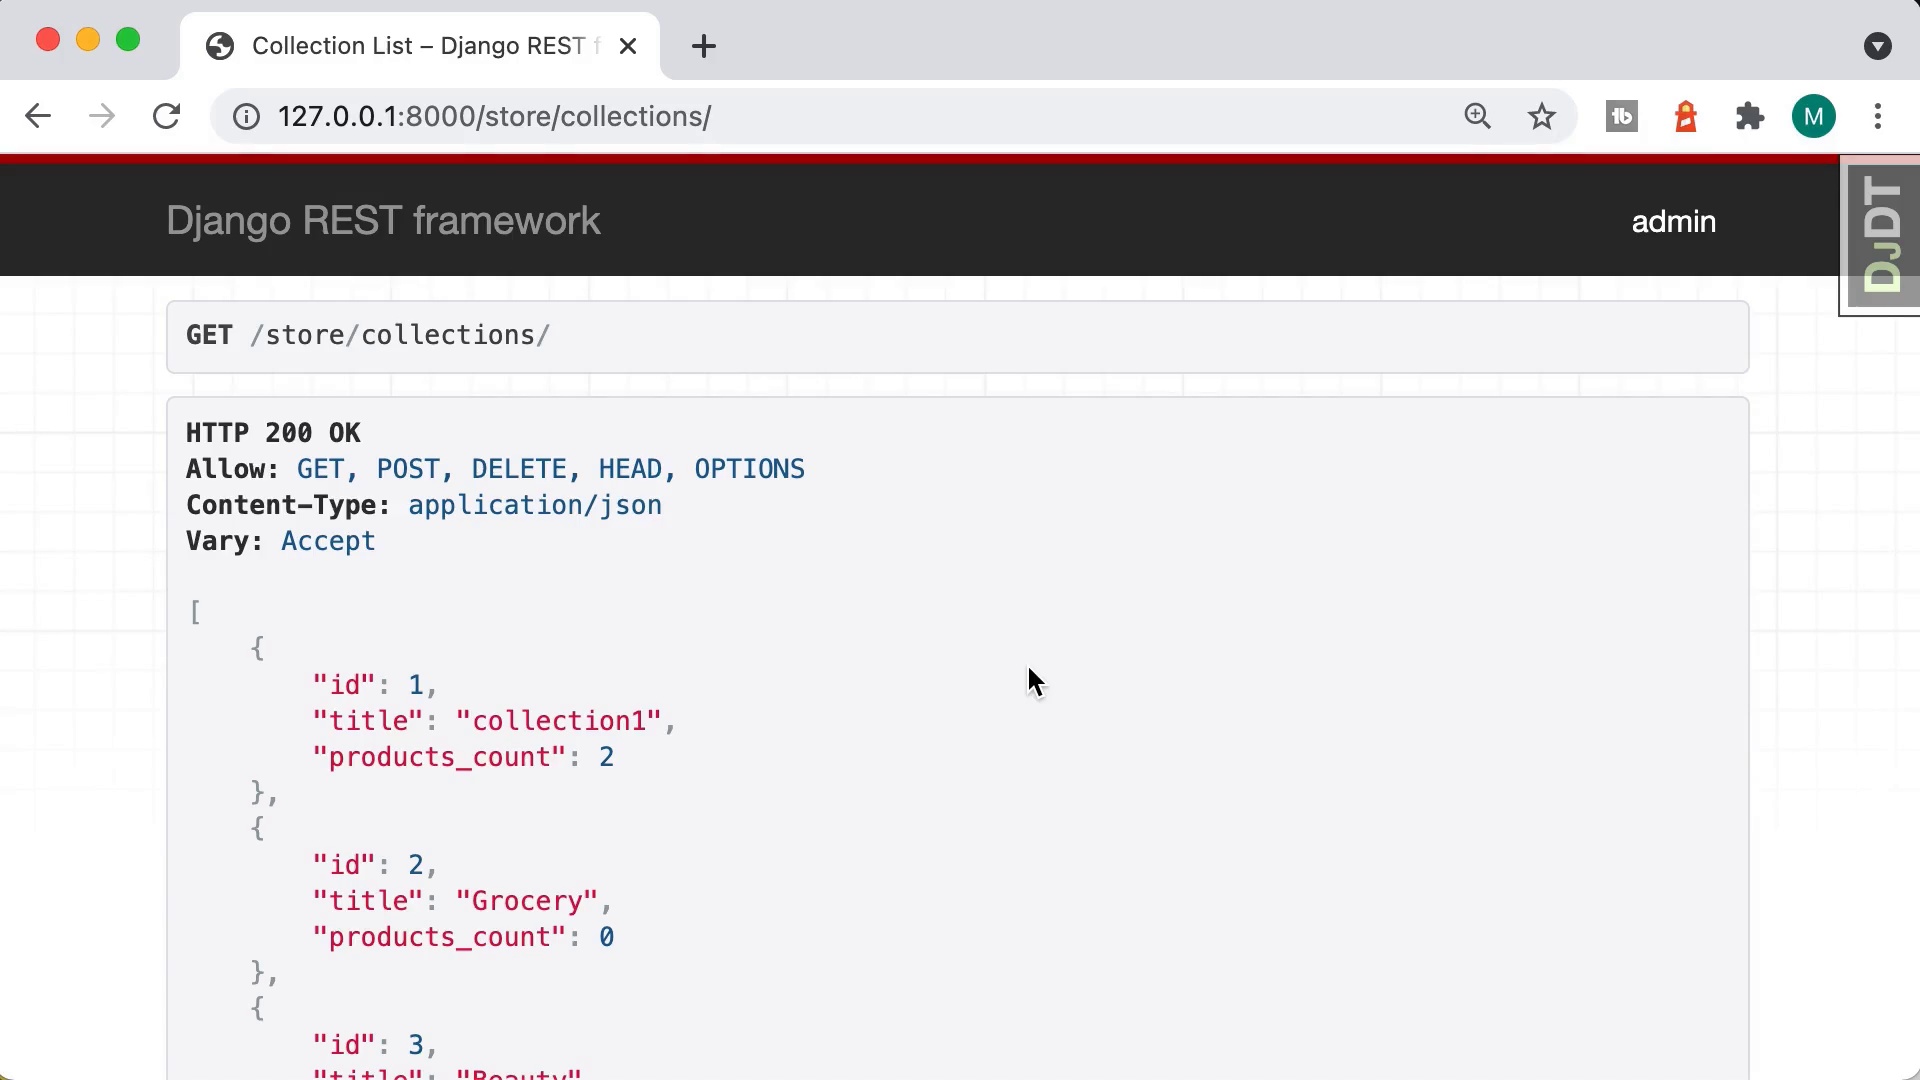 Collection List – Django REST f
127.0.0.1:8000/store/collections/
M
Django REST framework
admin
DJDT
GET /store/collections/
HTTP 200 OK
Allow: GET, POST, DELETE, HEAD, OPTIONS
Content-Type: application/json
Vary: Accept
[
{
"id": 1,
"title": "collection1",
"products_count": 2
},
{
"id": 2,
"title": "Grocery",
"products_count": 0
},
{
"id": 3,
"title": "Beauty"